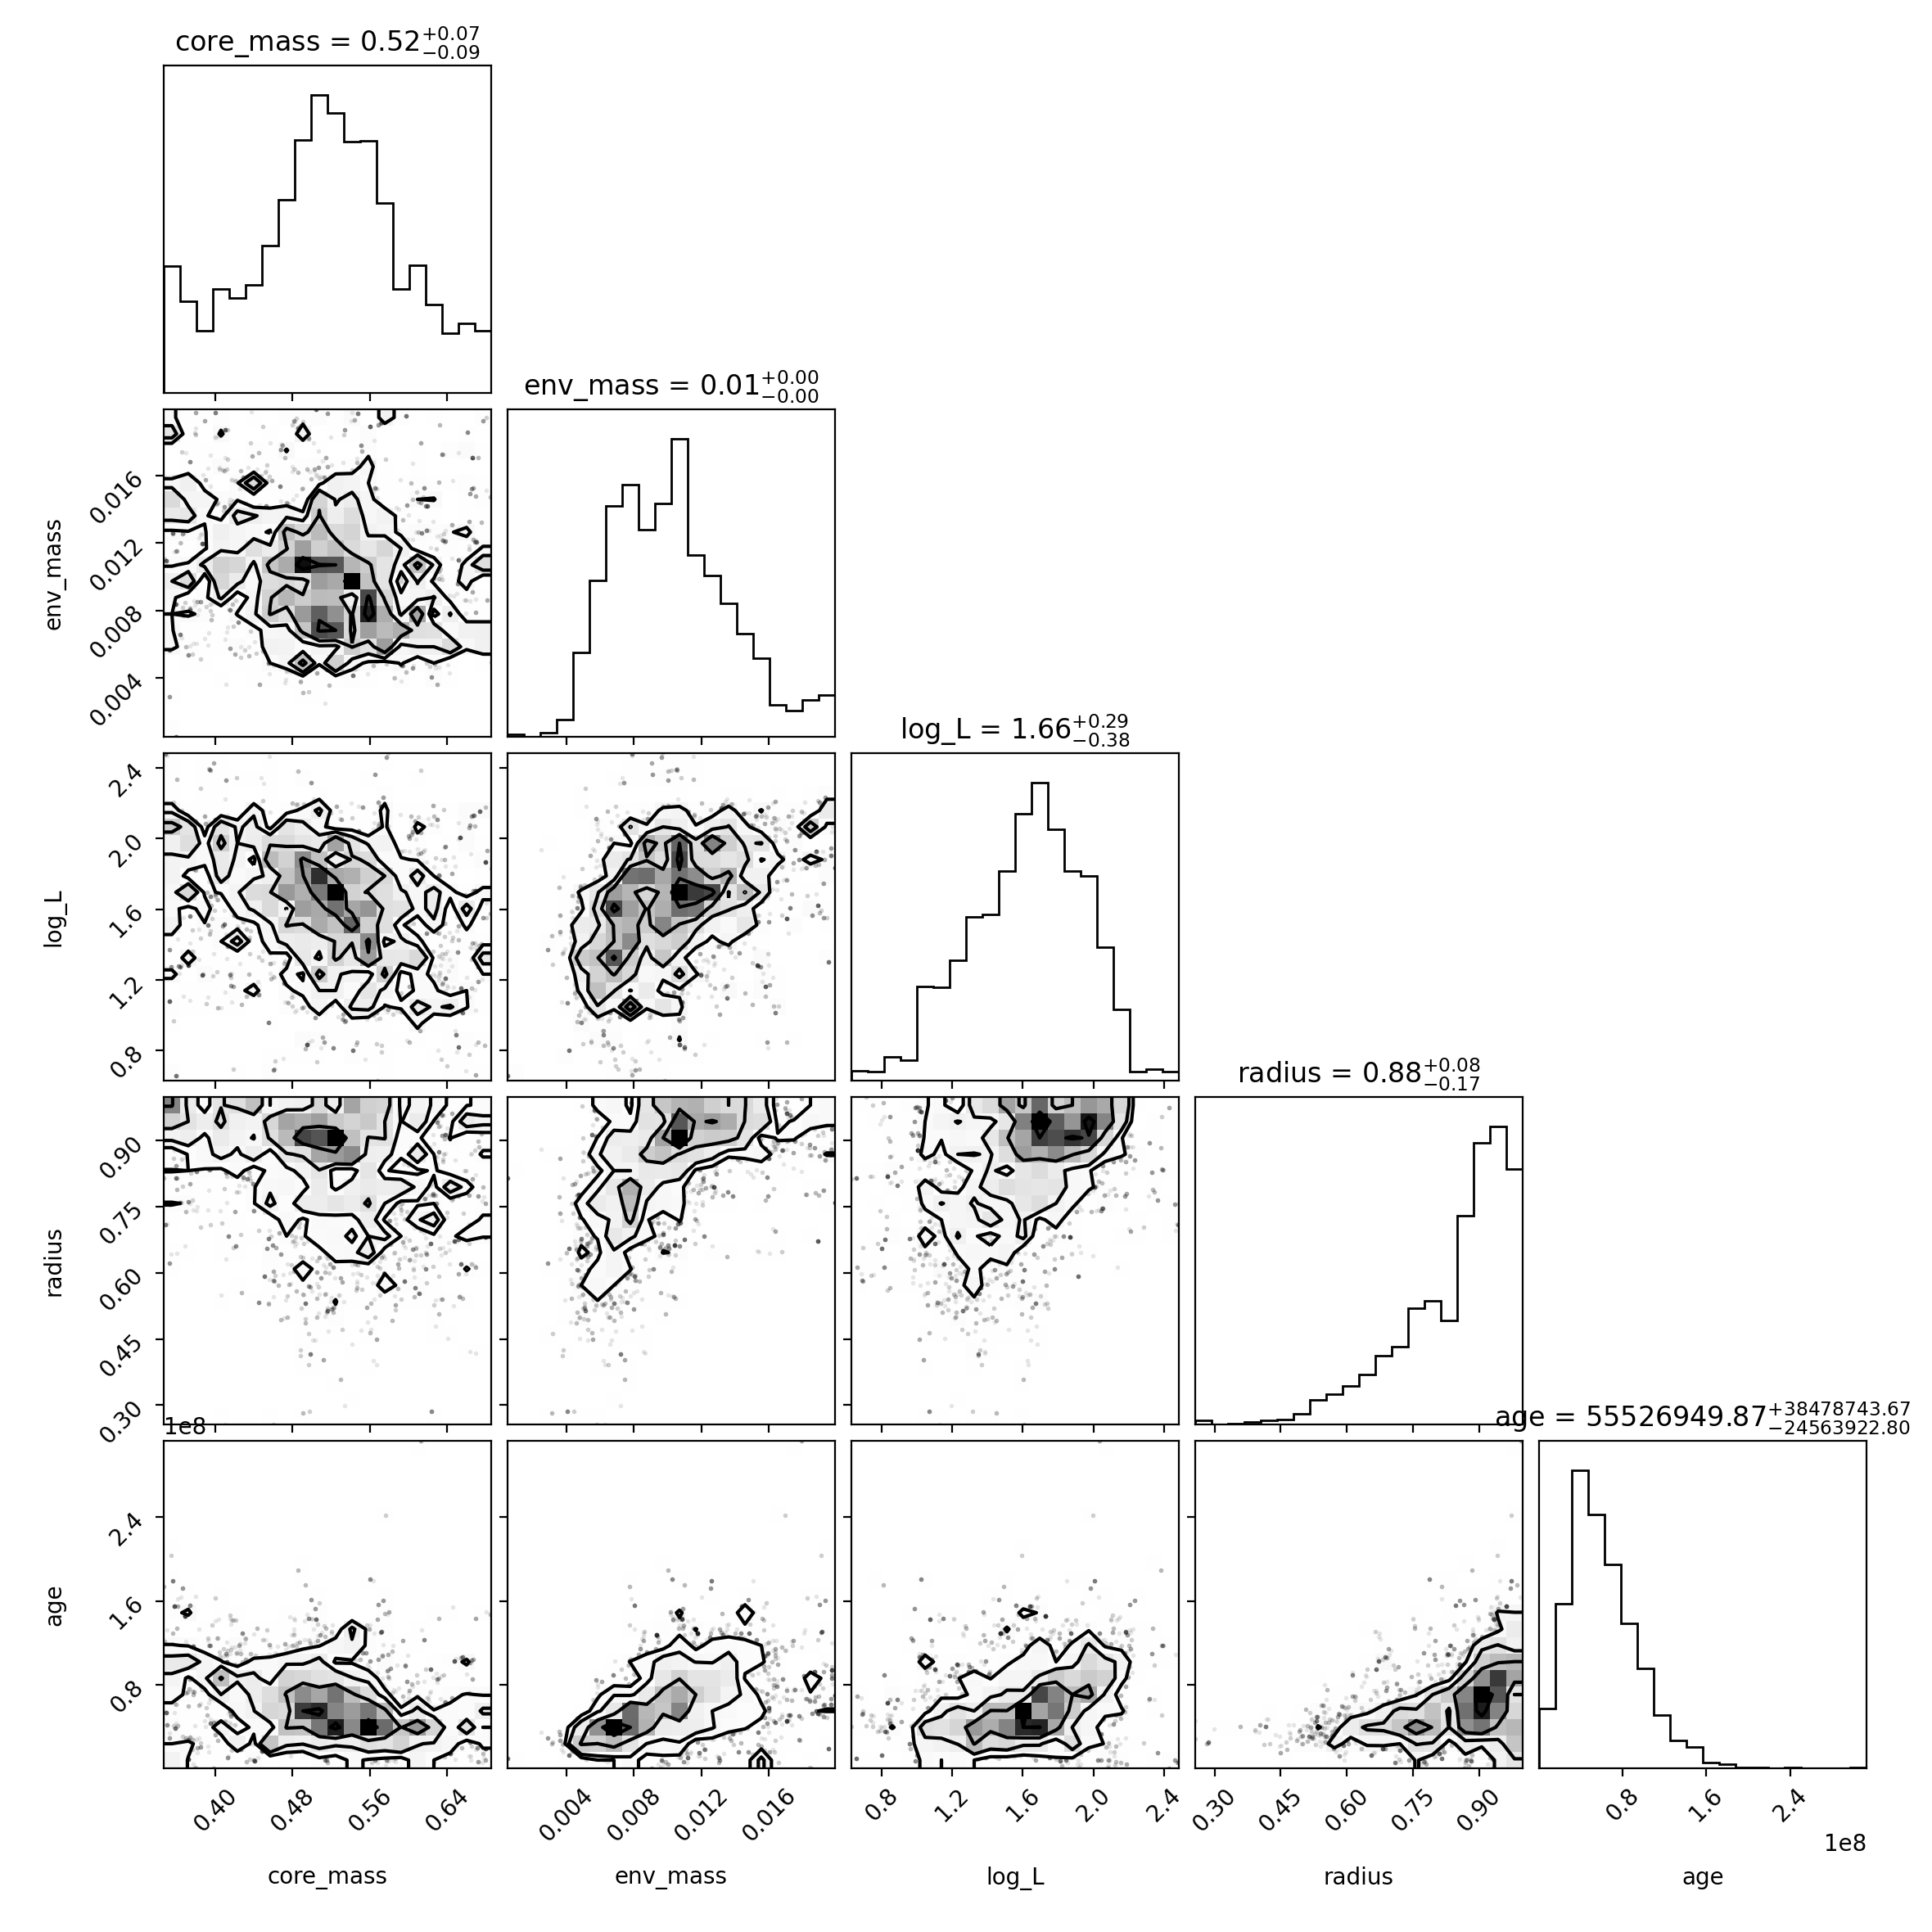 core_mass = 0.52+0.07 −0.09
env_mass = 0.01+0.00 −0.00
env_mass
0.016
0.012
0.008
0.004
log_L = 1.66+0.29 −0.38
log_L
2.4
2.0
1.6
1.2
0.8
radius = 0.88+0.08 −0.17
radius
0.90
0.75
0.60
0.45
0.30
1e8
age = 55526949.87+38478743.67 −24563922.80
age
2.4
1.6
0.8
0.40 0.48 0.56 0.64
0.004 0.008 0.012 0.016
0.8 1.2 1.6 2.0 2.4
0.30 0.45 0.60 0.75 0.90
0.8 1.6 2.4
1e8
core_mass env_mass log_L radius age